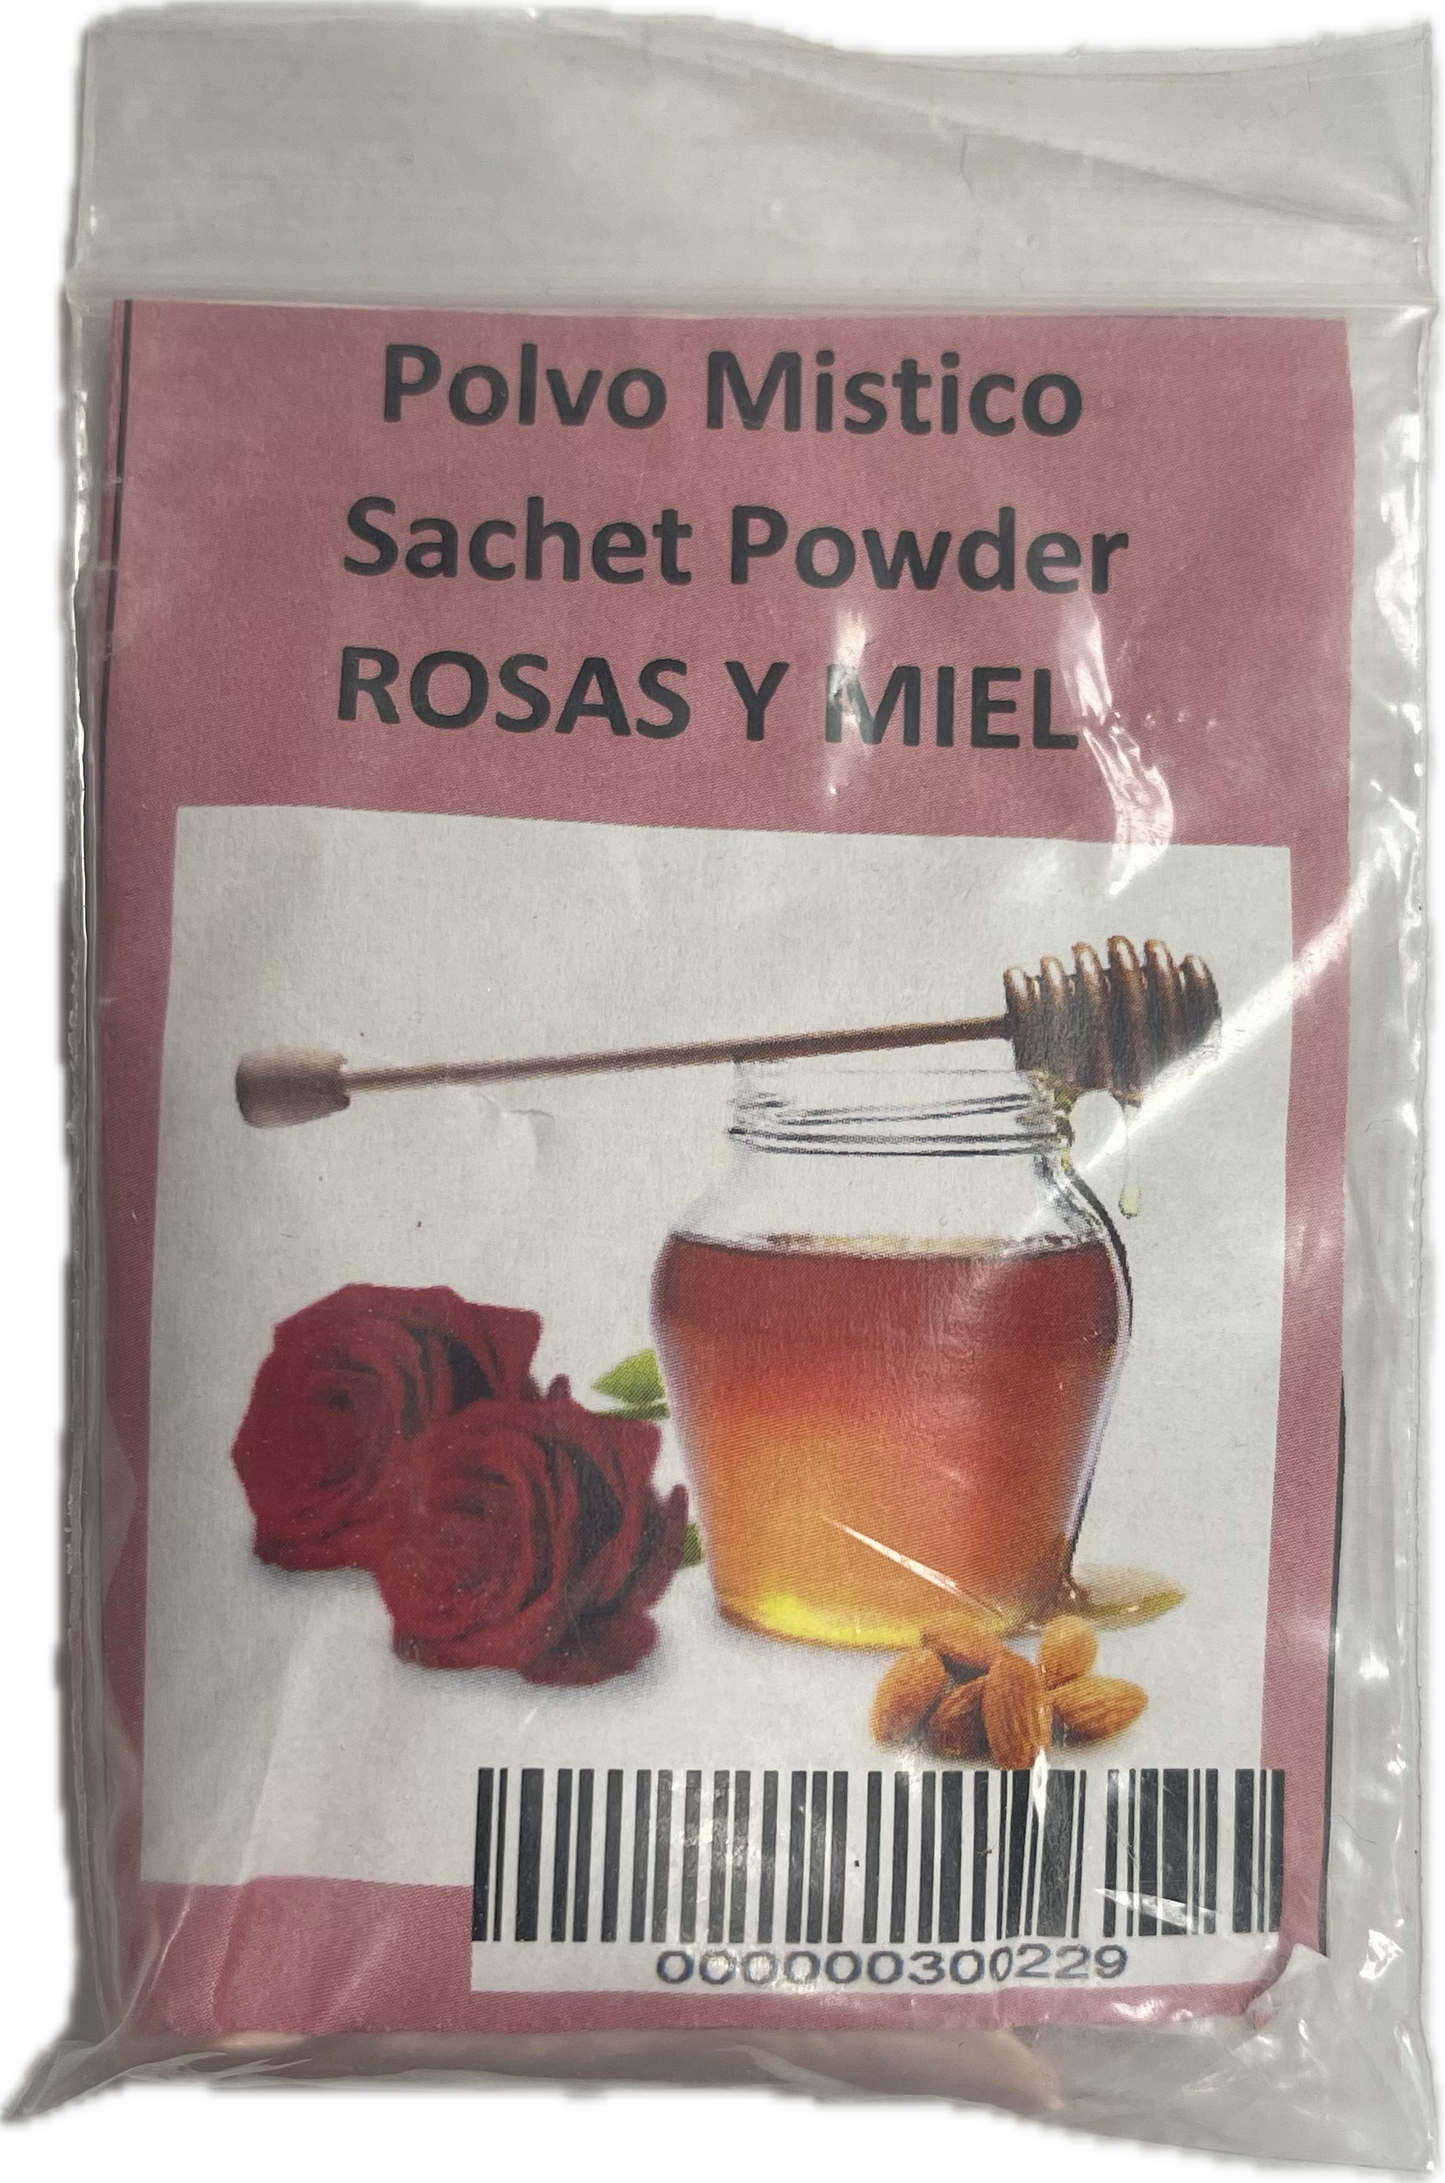 Polvo Mistico
Sachet Powder
ROSAS Y MIEL
000000300229